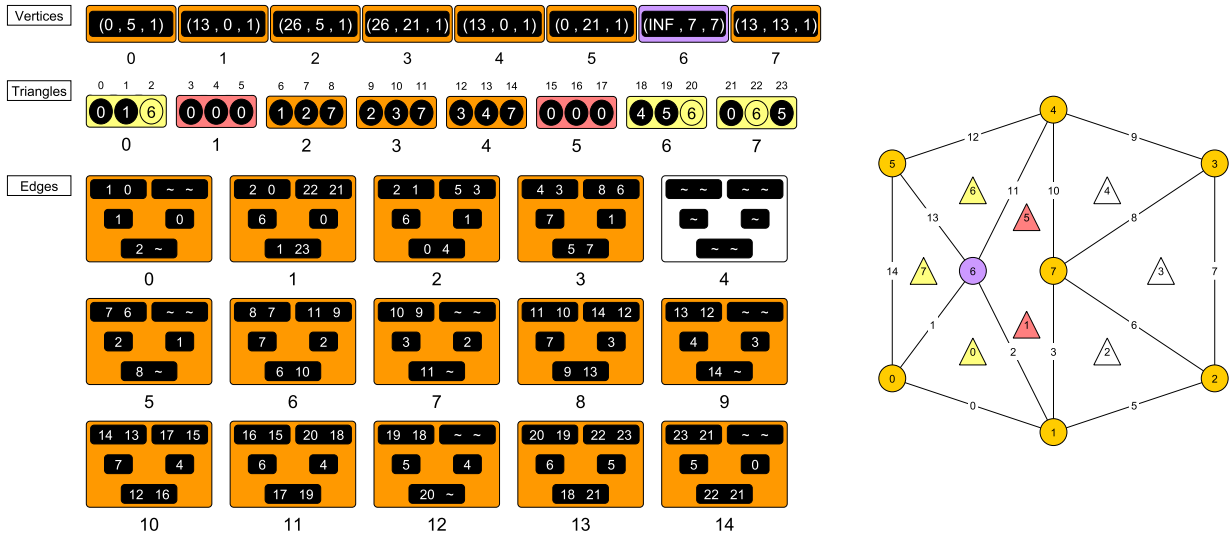 Vertices
(0 , 5 , 1) (13 , 0 , 1) (26 , 5 , 1) (26 , 21 , 1) (13 , 0 , 1) (0 , 21 , 1) (INF , 7 , 7) (13 , 13 , 1)
0 1 2 3 4 5 6 7
0 1 2 3 4 5 6 7 8 9 10 11 12 13 14 15 16 17 18 19 20 21 22 23
Triangles
0 1 6 0 0 0 1 2 7 2 3 7 3 4 7 0 0 0 4 5 6 0 6 5
0 1 2 3 4 5 6 7
Edges
1 0 ~ ~ 2 0 22 21 2 1 5 3 4 3 8 6 ~ ~ ~ ~
1 0 6 0 6 1 7 1 ~ ~
2 ~ 1 23 0 4 5 7 ~ ~
0 1 2 3 4
7 6 ~ ~ 8 7 11 9 10 9 ~ ~ 11 10 14 12 13 12 ~ ~
2 1 7 2 3 2 7 3 4 3
8 ~ 6 10 11 ~ 9 13 14 ~
5 6 7 8 9
14 13 17 15 16 15 20 18 19 18 ~ ~ 20 19 22 23 23 21 ~ ~
7 4 6 4 5 4 6 5 5 0
12 16 17 19 20 ~ 18 21 22 21
10 11 12 13 14
4
12 9
5 3
6 11 10 4
13 5 8
14 7 6 7 3 7
1 1 6
0 2 3 2
0 2
0 5
1